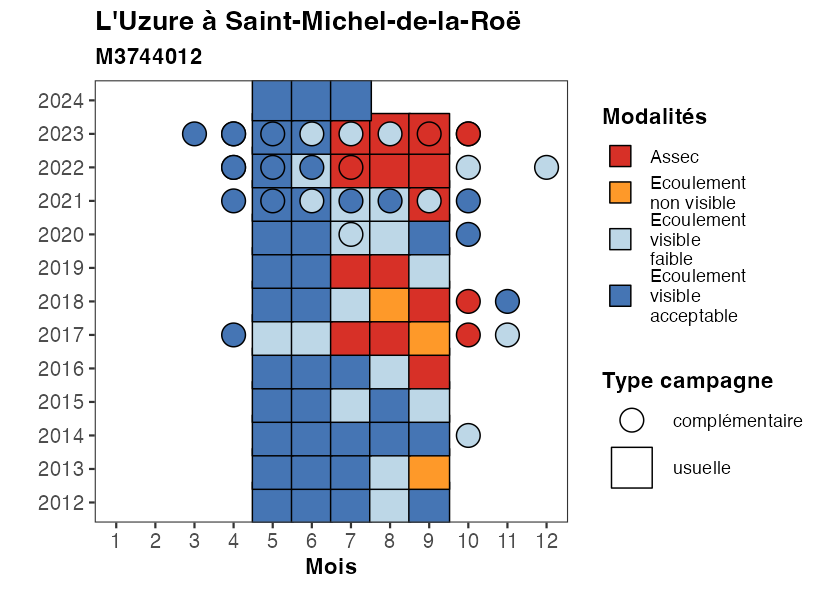 L'Uzure à Saint-Michel-de-la-Roë
M3744012
2024
2023
2022
2021
2020
2019
2018
2017
2016
2015
2014
2013
2012
1 2 3 4 5 6 7 8 9 10 11 12
Mois
Modalités
Assec
Ecoulement
non visible
Ecoulement
visible
faible
Ecoulement
visible
acceptable
Type campagne
complémentaire
usuelle